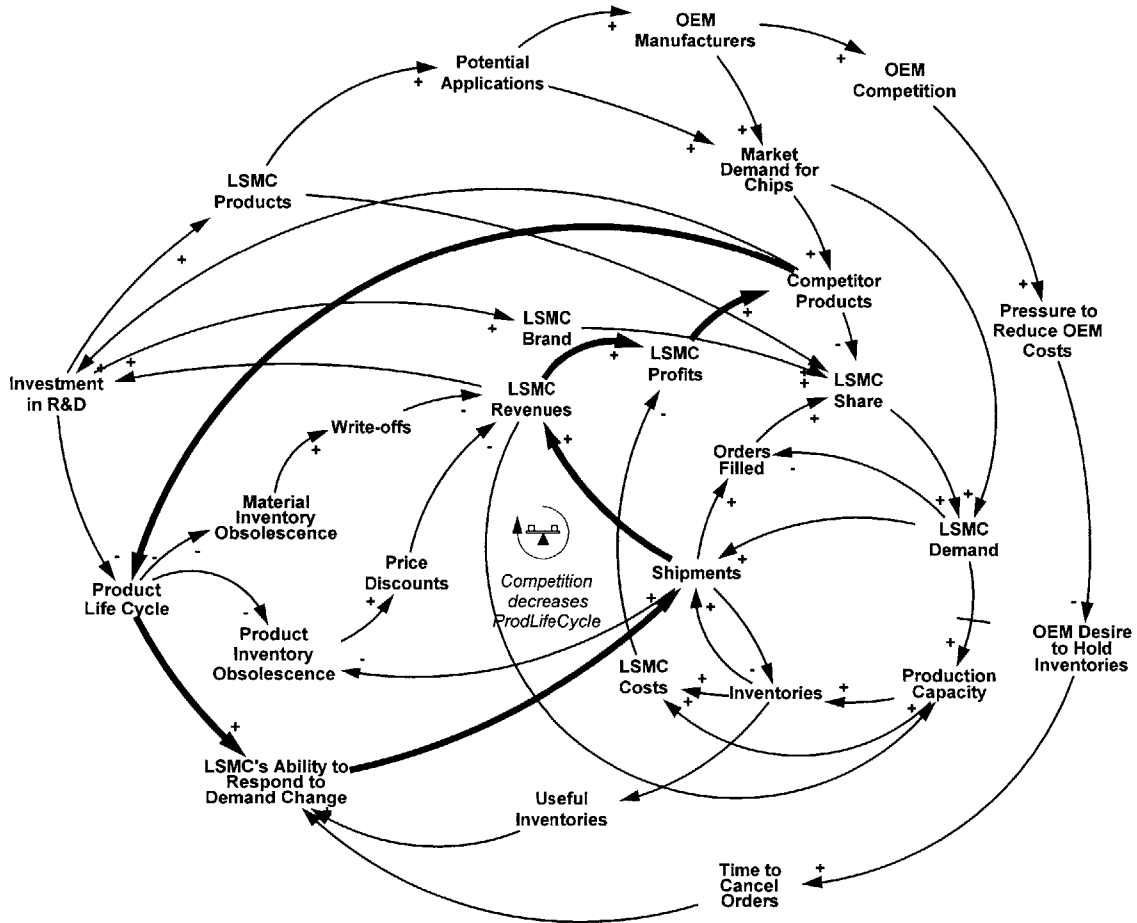 OEM
Manufacturers
+
Potential
Applications
+
OEM
Competition
+
Market
Demand for
Chips
+
+
LSMC
Products
+
Competitor
Products
+
Pressure to
Reduce OEM
Costs
+
LSMC
Brand
+
LSMC
Profits
+
+
-
LSMC
Share
-
+
+
+
Investment
in R&D
+
+
LSMC
Revenues
-
-
+
Write-offs
+
Orders
Filled
+
-
Material
Inventory
Obsolescence
-
-
LSMC
Demand
+
+
Product
Life Cycle
-
Price
Discounts
+
Competition
decreases
ProdLifeCycle
Shipments
+
+
+
Product
Inventory
Obsolescence
-
-
LSMC
Costs
+
+
Inventories
-
+
Production
Capacity
+
+
OEM Desire
to Hold
Inventories
-
LSMC's Ability to
Respond to
Demand Change
+
+
Useful
Inventories
Time to
Cancel
Orders
+